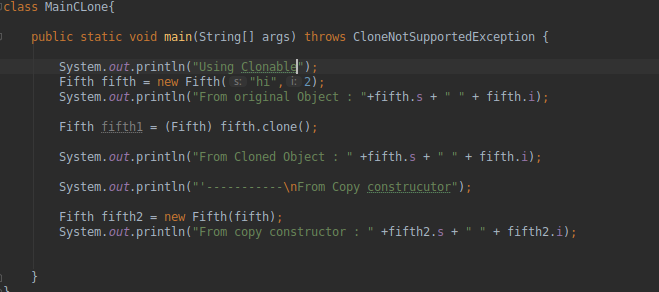 class MainCLone{
public static void main(String[] args) throws CloneNotSupportedException {
System.out.println("Using Clonable");
Fifth fifth = new Fifth( s: "hi", i: 2);
System.out.println("From original Object : "+fifth.s + " " + fifth.i);
Fifth fifth1 = (Fifth) fifth.clone();
System.out.println("From Cloned Object : " +fifth.s + " " + fifth.i);
System.out.println("'-----------\nFrom Copy construcutor");
Fifth fifth2 = new Fifth(fifth);
System.out.println("From copy constructor : " +fifth2.s + " " + fifth2.i);
}
}